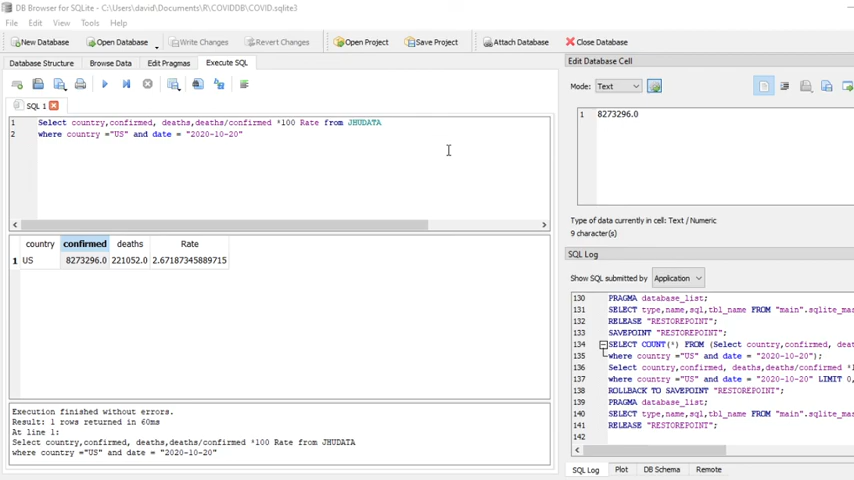 DB Browser for SQLite - C:\Users\david\Documents\R\COVIDDB\COVID.sqlite3
File Edit View Tools Help
New Database Open Database Write Changes Revert Changes Open Project Save Project Attach Database Close Database
Database Structure Browse Data Edit Pragmas Execute SQL
SQL 1
1 Select country,confirmed, deaths,deaths/confirmed *100 Rate from JHUDATA
2 where country ="US" and date = "2020-10-20"
country confirmed deaths Rate
1 US 8273296.0 221052.0 2.67187345889715
Execution finished without errors.
Result: 1 rows returned in 60ms
At line 1:
Select country,confirmed, deaths,deaths/confirmed *100 Rate from JHUDATA
where country ="US" and date = "2020-10-20"
Edit Database Cell
Mode: Text
1 8273296.0
Type of data currently in cell: Text / Numeric
9 character(s)
SQL Log
Show SQL submitted by Application
130 PRAGMA database_list;
131 SELECT type,name,sql,tbl_name FROM "main".sqlite_mas
132 RELEASE "RESTOREPOINT";
133 SAVEPOINT "RESTOREPOINT";
134 SELECT COUNT(*) FROM (Select country,confirmed, deat
135 where country ="US" and date = "2020-10-20");
136 Select country,confirmed, deaths,deaths/confirmed *1
137 where country ="US" and date = "2020-10-20" LIMIT 0,
138 ROLLBACK TO SAVEPOINT "RESTOREPOINT";
139 PRAGMA database_list;
140 SELECT type,name,sql,tbl_name FROM "main".sqlite_mas
141 RELEASE "RESTOREPOINT";
142
SQL Log Plot DB Schema Remote